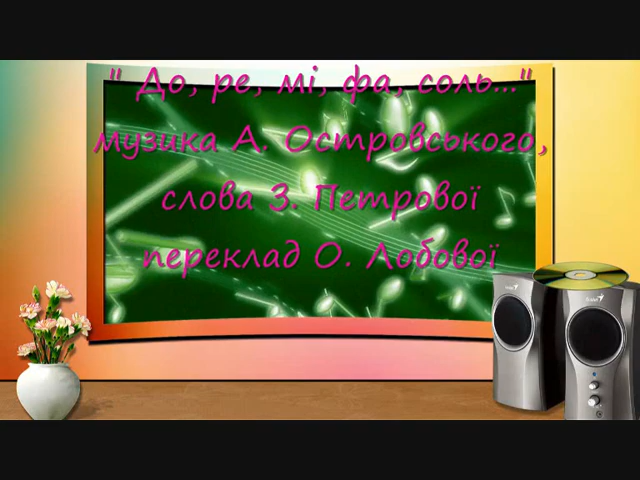 " До, ре, мі, фа, соль..."
музика А. Островського,
слова З. Петрової
переклад О. Лобової